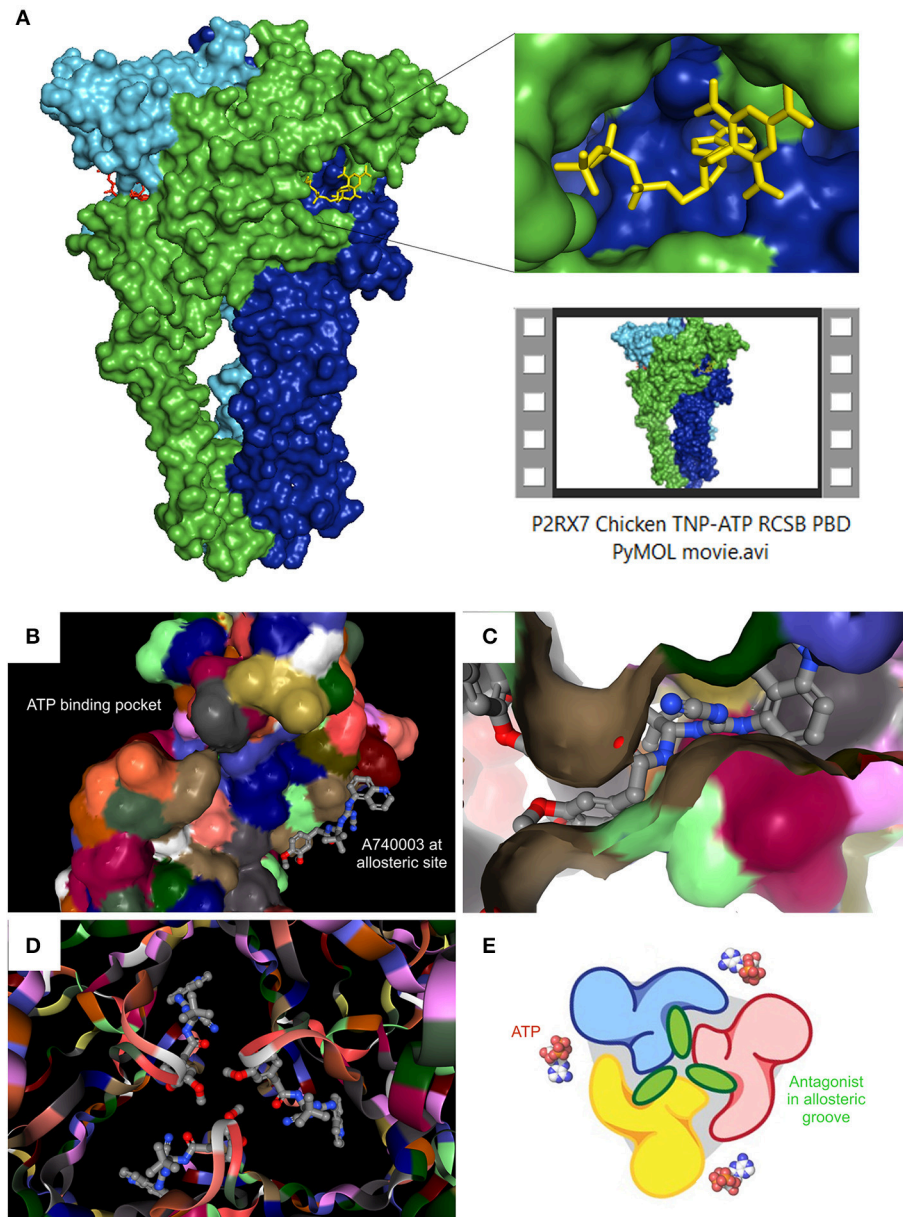 A
P2RX7 Chicken TNP-ATP RCSB PBD
PyMOL movie.avi
B
ATP binding pocket
A740003 at
allosteric site
C
D
E
ATP
Antagonist
in allosteric
groove